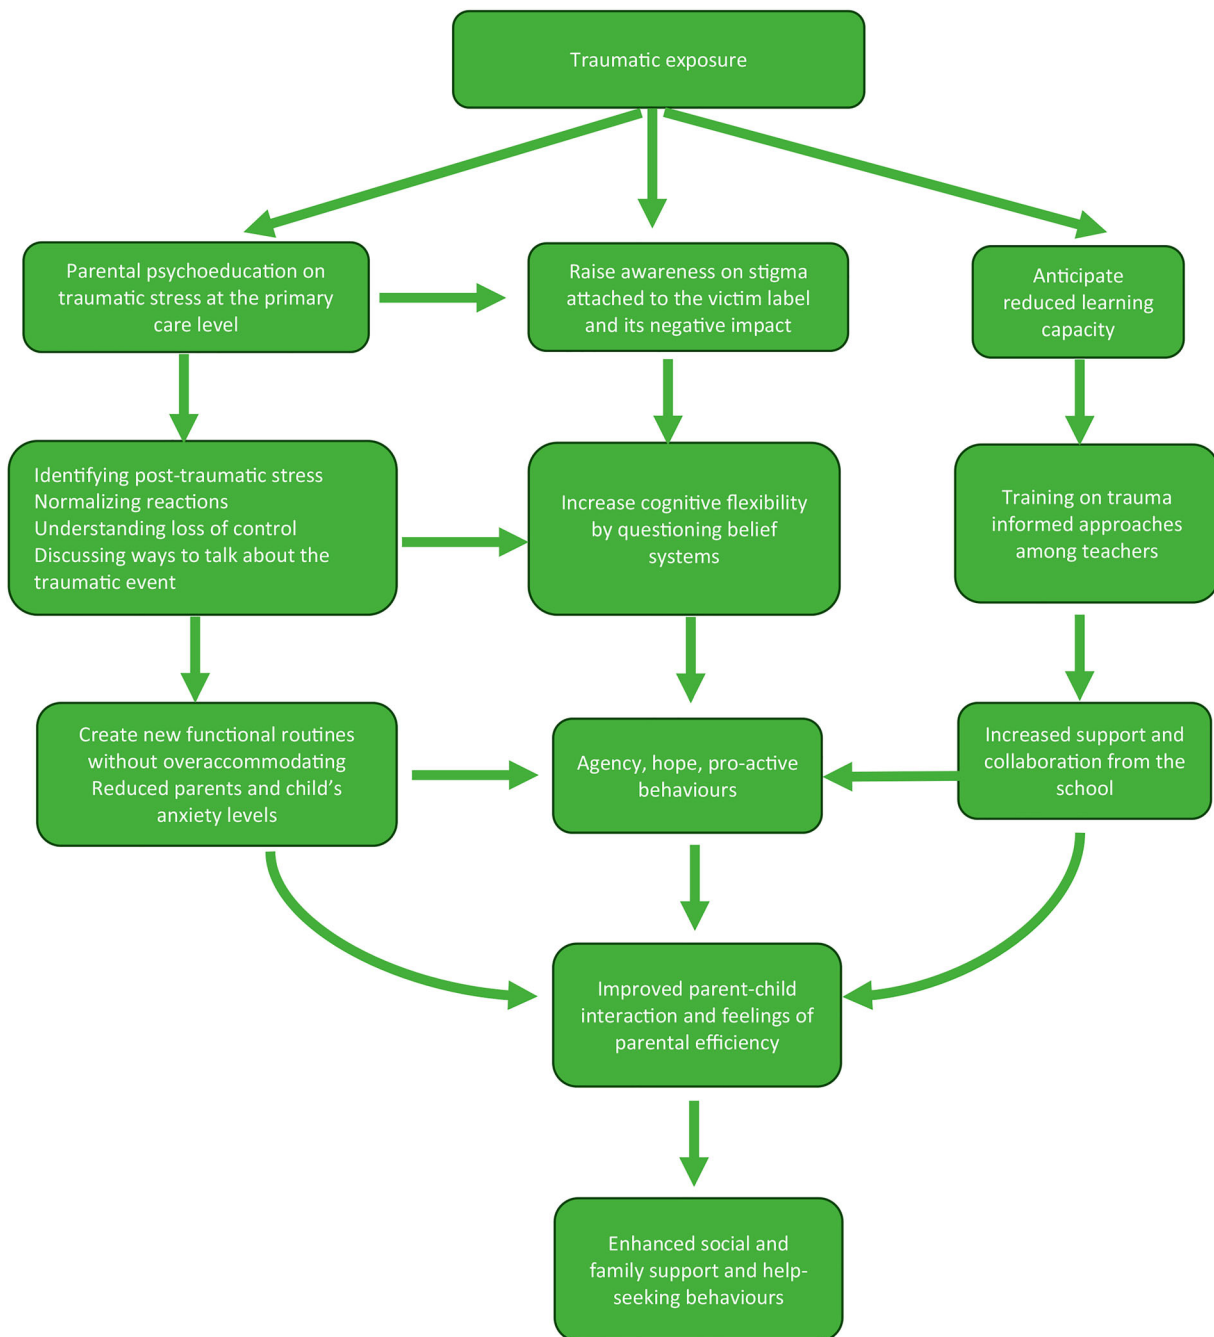 Traumatic exposure
Parental psychoeducation on
traumatic stress at the primary
care level
Raise awareness on stigma
attached to the victim label
and its negative impact
Anticipate
reduced learning
capacity
Identifying post-traumatic stress
Normalizing reactions
Understanding loss of control
Discussing ways to talk about the
traumatic event
Increase cognitive flexibility
by questioning belief
systems
Training on trauma
informed approaches
among teachers
Create new functional routines
without overaccommodating
Reduced parents and child’s
anxiety levels
Agency, hope, pro-active
behaviours
Increased support and
collaboration from the
school
Improved parent-child
interaction and feelings of
parental efficiency
Enhanced social and
family support and help-
seeking behaviours